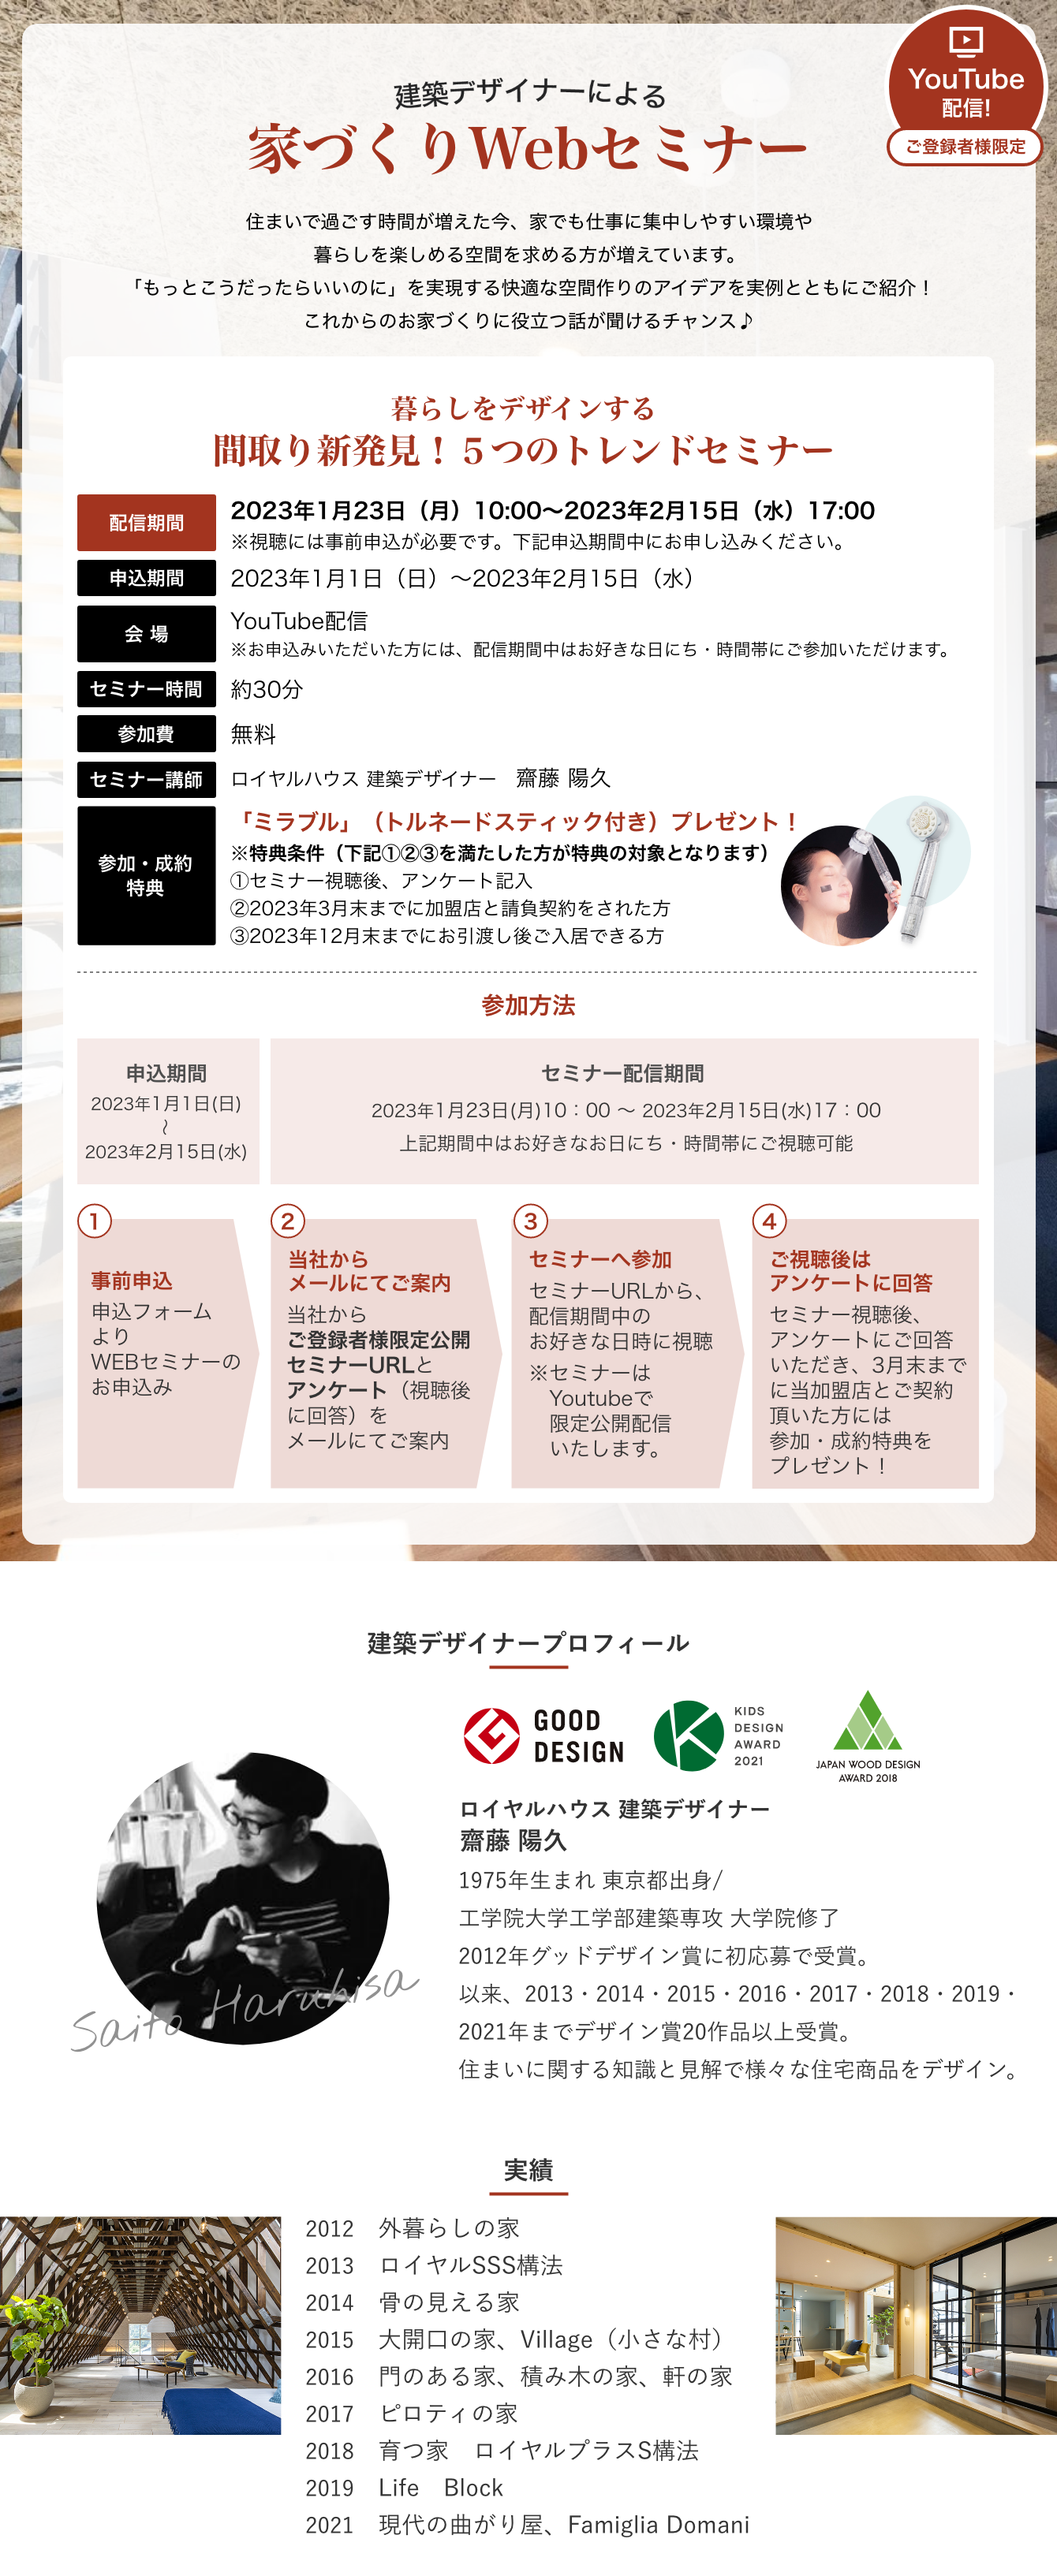 YouTube
配信!
ご登録者様限定
建築デザイナーによる
家づくりWebセミナー
住まいで過ごす時間が増えた今、家でも仕事に集中しやすい環境や
暮らしを楽しめる空間を求める方が増えています。
「もっとこうだったらいいのに」を実現する快適な空間作りのアイデアを実例とともにご紹介！
これからのお家づくりに役立つ話が聞けるチャンス♪
暮らしをデザインする
間取り新発見！５つのトレンドセミナー
配信期間
2023年1月23日（月）10:00～2023年2月15日（水）17:00
※視聴には事前申込が必要です。下記申込期間中にお申し込みください。
申込期間
2023年1月1日（日）～2023年2月15日（水）
会 場
YouTube配信
※お申込みいただいた方には、配信期間中はお好きな日にち・時間帯にご参加いただけます。
セミナー時間
約30分
参加費
無料
セミナー講師
ロイヤルハウス 建築デザイナー　齋藤 陽久
参加・成約
特典
「ミラブル」（トルネードスティック付き）プレゼント！
※特典条件（下記①②③を満たした方が特典の対象となります）
①セミナー視聴後、アンケート記入
②2023年3月末までに加盟店と請負契約をされた方
③2023年12月末までにお引渡し後ご入居できる方
参加方法
申込期間
2023年1月1日(日)
～
2023年2月15日(水)
セミナー配信期間
2023年1月23日(月)10：00 ～ 2023年2月15日(水)17：00
上記期間中はお好きなお日にち・時間帯にご視聴可能
1
事前申込
申込フォーム
より
WEBセミナーの
お申込み
2
当社から
メールにてご案内
当社から
ご登録者様限定公開
セミナーURLと
アンケート（視聴後
に回答）を
メールにてご案内
3
セミナーへ参加
セミナーURLから、
配信期間中の
お好きな日時に視聴
※セミナーは
Youtubeで
限定公開配信
いたします。
4
ご視聴後は
アンケートに回答
セミナー視聴後、
アンケートにご回答
いただき、3月末まで
に当加盟店とご契約
頂いた方には
参加・成約特典を
プレゼント！
建築デザイナープロフィール
GOOD
DESIGN
KIDS
DESIGN
AWARD
2021
JAPAN WOOD DESIGN
AWARD 2018
ロイヤルハウス 建築デザイナー
齋藤 陽久
1975年生まれ 東京都出身/
工学院大学工学部建築専攻 大学院修了
2012年グッドデザイン賞に初応募で受賞。
以来、2013・2014・2015・2016・2017・2018・2019・
2021年までデザイン賞20作品以上受賞。
住まいに関する知識と見解で様々な住宅商品をデザイン。
Saito Haruhisa
実績
2012　外暮らしの家
2013　ロイヤルSSS構法
2014　骨の見える家
2015　大開口の家、Village（小さな村）
2016　門のある家、積み木の家、軒の家
2017　ピロティの家
2018　育つ家　ロイヤルプラスS構法
2019　Life　Block
2021　現代の曲がり屋、Famiglia Domani